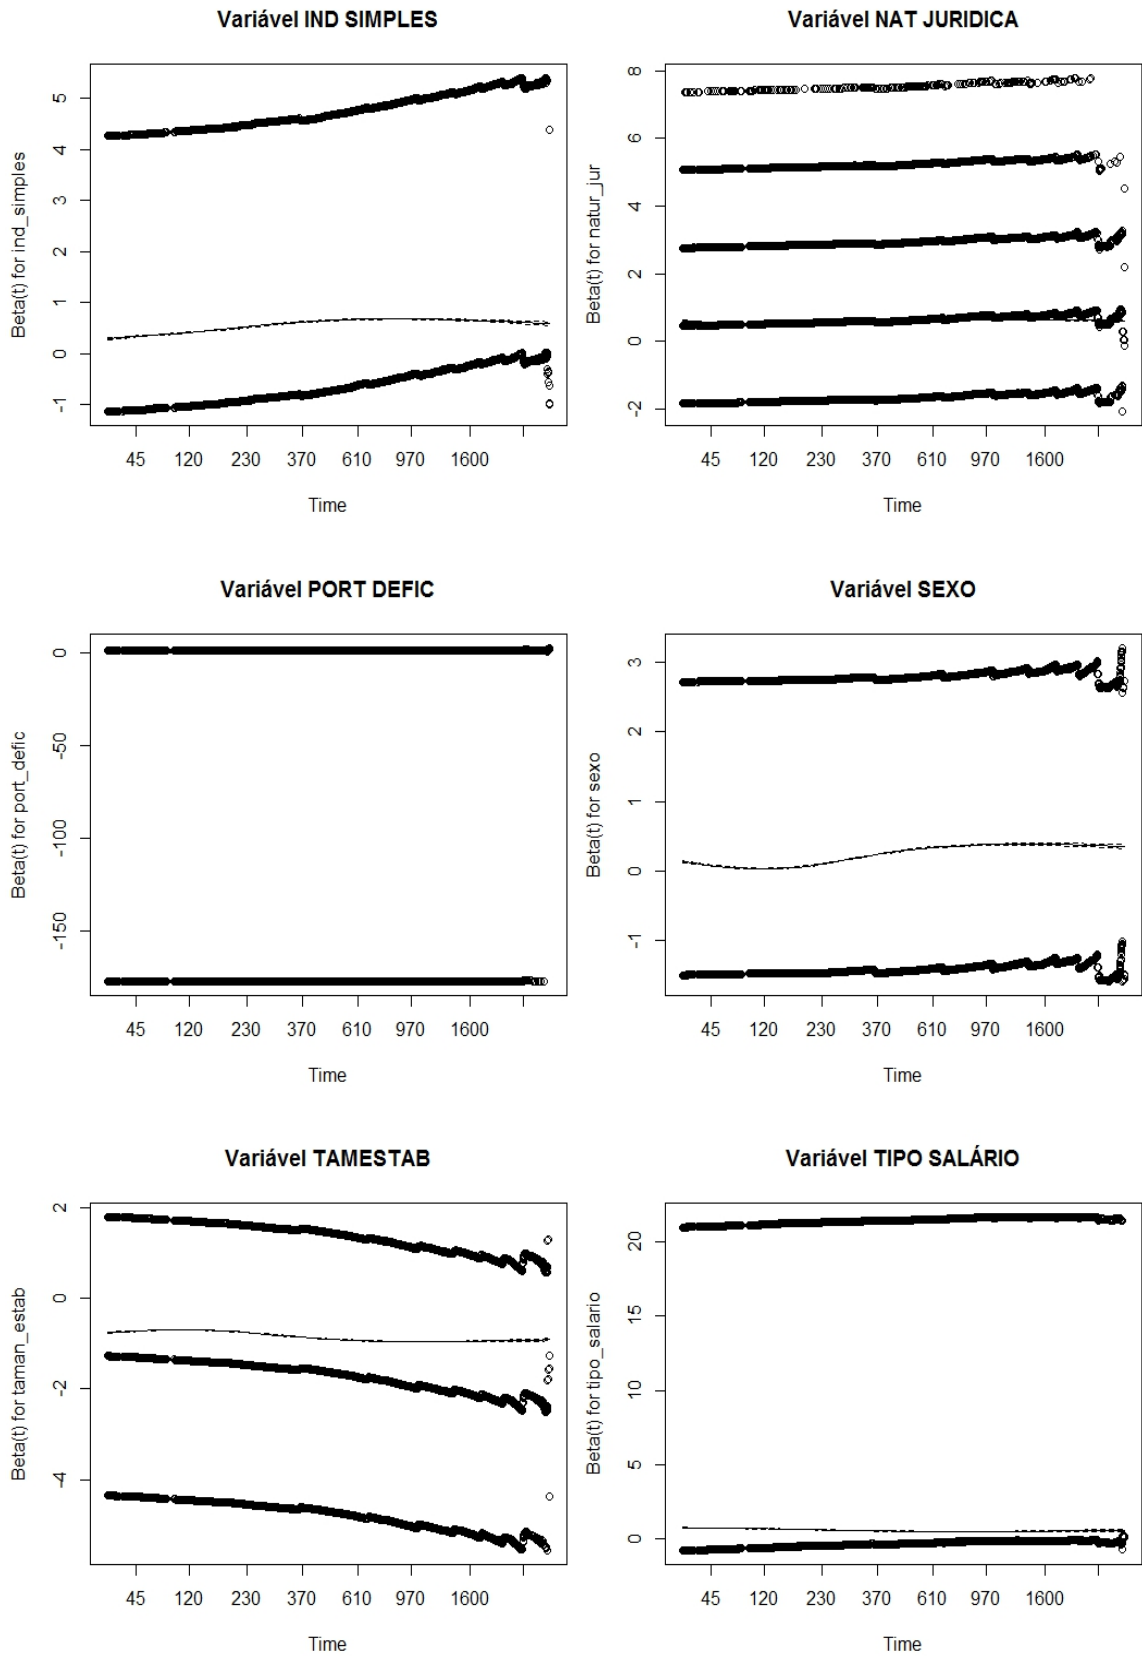 Variável IND SIMPLES
Beta(t) for ind_simples
5
4
3
2
1
0
-1
45 120 230 370 610 970 1600
Time
Variável NAT JURIDICA
Beta(t) for natur_jur
8
6
4
2
0
-2
45 120 230 370 610 970 1600
Time
Variável PORT DEFIC
Beta(t) for port_defic
0
-50
-100
-150
45 120 230 370 610 970 1600
Time
Variável SEXO
Beta(t) for sexo
3
2
1
0
-1
45 120 230 370 610 970 1600
Time
Variável TAMESTAB
Beta(t) for taman_estab
2
0
-2
-4
45 120 230 370 610 970 1600
Time
Variável TIPO SALÁRIO
Beta(t) for tipo_salario
20
15
10
5
0
45 120 230 370 610 970 1600
Time